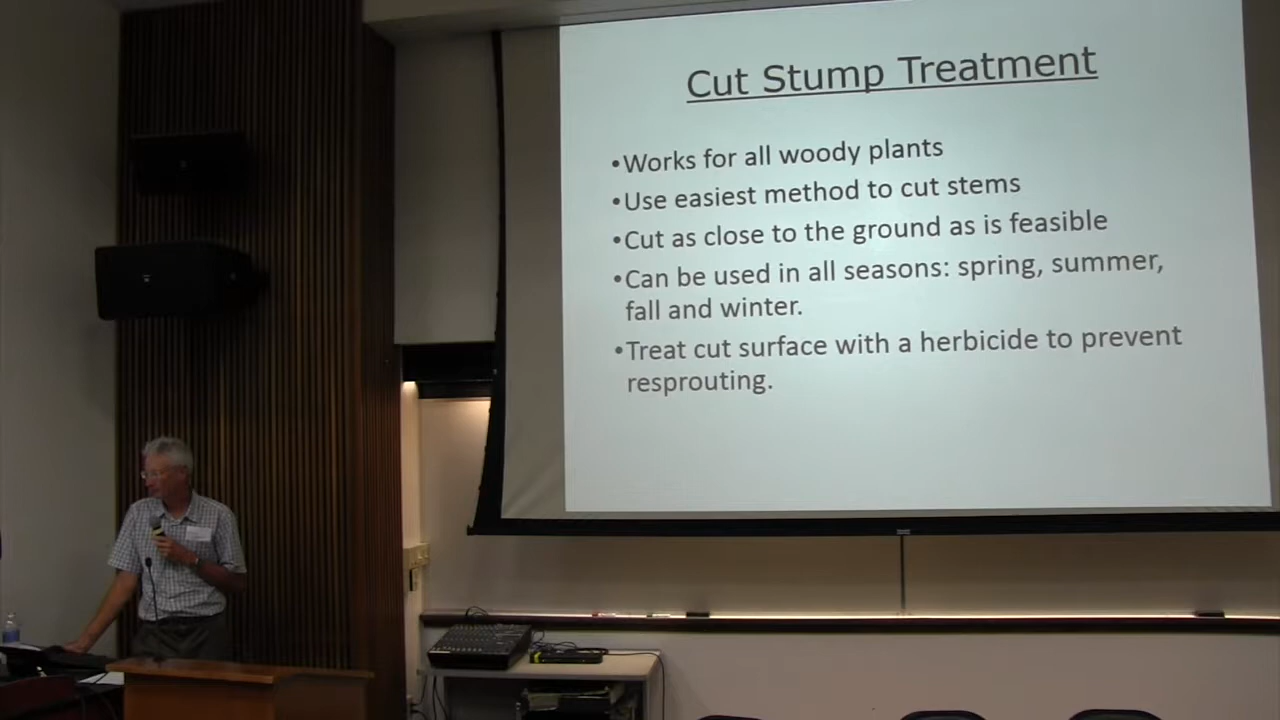 Cut Stump Treatment
•Works for all woody plants
•Use easiest method to cut stems
•Cut as close to the ground as is feasible
•Can be used in all seasons: spring, summer,
fall and winter.
•Treat cut surface with a herbicide to prevent
resprouting.